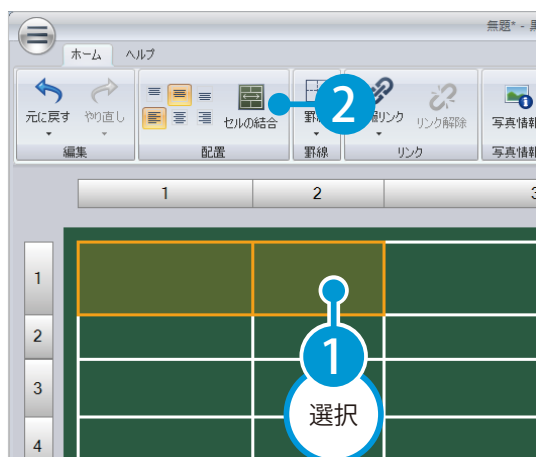 無題* -
ホーム ヘルプ
元に戻す やり直し セルの結合 罫線 リンク リンク解除 写真情報
編集 配置 罫線 リンク 写真情報
2
1 2 3
1
2
3
4
1
選択